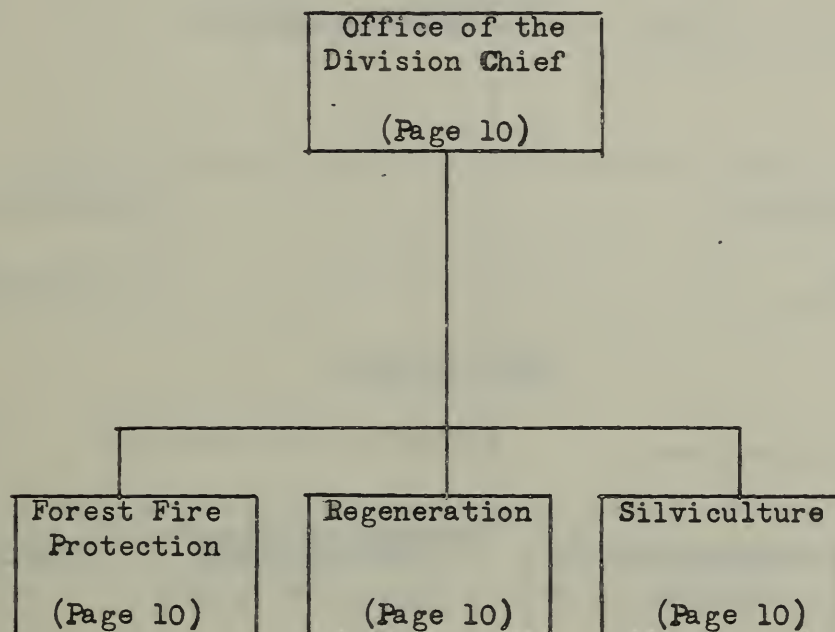 Office of the
Division Chief
(Page 10)
Forest Fire
Protection
(Page 10)
Regeneration
(Page 10)
Silviculture
(Page 10)